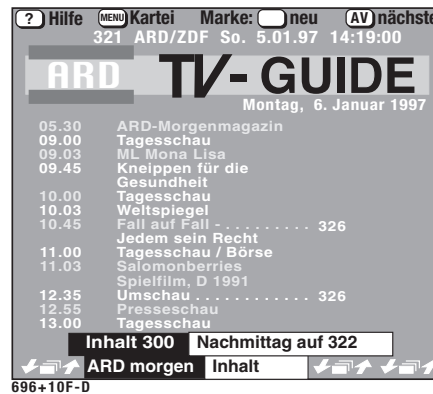 ? Hilfe MENU Kartei Marke: neu AV nächste
321 ARD/ZDF So. 5.01.97 14:19:00
ARD TV-GUIDE
Montag, 6. Januar 1997
05.30 ARD-Morgenmagazin
09.00 Tagesschau
09.03 ML Mona Lisa
09.45 Kneippen für die
Gesundheit
10.00 Tagesschau
10.03 Weltspiegel
10.45 Fall auf Fall - . . . . . . . . . 326
Jedem sein Recht
11.00 Tagesschau / Börse
11.03 Salomonberries
Spielfilm, D 1991
12.35 Umschau . . . . . . . . . . . . 326
12.55 Presseschau
13.00 Tagesschau
Inhalt 300 Nachmittag auf 322
ARD morgen Inhalt
696+10F-D